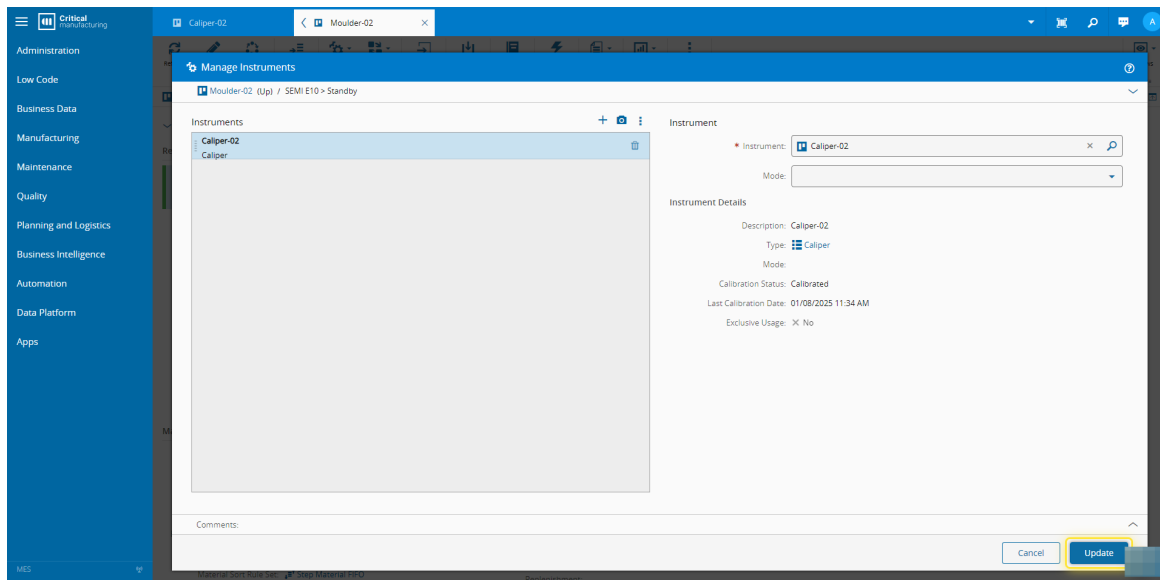 Critical
manufacturing
Caliper-02
Moulder-02
A
Administration
Low Code
Business Data
Manufacturing
Maintenance
Quality
Planning and Logistics
Business Intelligence
Automation
Data Platform
Apps
MES
Manage Instruments
Moulder-02 (Up) / SEMI E10 > Standby
Instruments
Caliper-02
Caliper
Instrument
* Instrument: Caliper-02
Mode:
Instrument Details
Description: Caliper-02
Type: Caliper
Mode:
Calibration Status: Calibrated
Last Calibration Date: 01/08/2025 11:34 AM
Exclusive Usage: No
Comments:
Cancel
Update
Material Sort Rule Set: Step Material FIFO
Replenishment